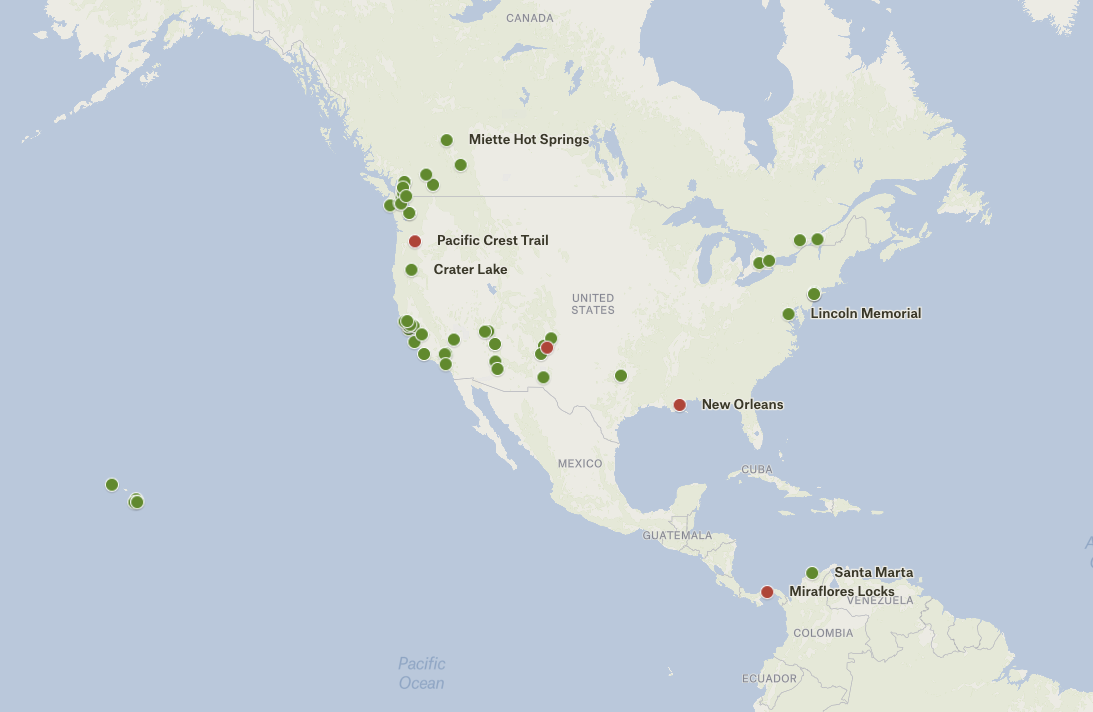 CANADA
Miette Hot Springs
Pacific Crest Trail
Crater Lake
UNITED
STATES
Lincoln Memorial
New Orleans
MEXICO
CUBA
GUATEMALA
A
Santa Marta
Miraflores Locks
VENEZUELA
COLOMBIA
Pacific
Ocean
ECUADOR